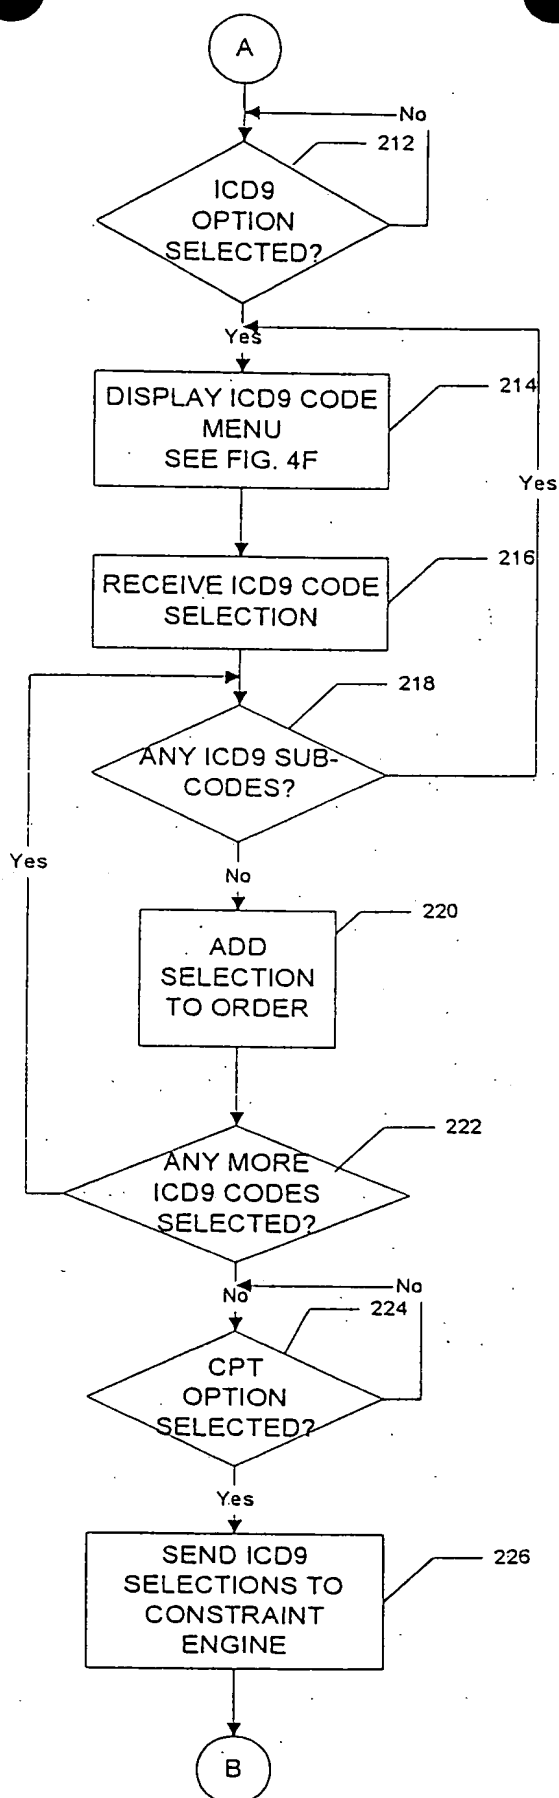 A
No
212
ICD9
OPTION
SELECTED?
Yes
214
DISPLAY ICD9 CODE
MENU
SEE FIG. 4F
Yes
216
RECEIVE ICD9 CODE
SELECTION
218
ANY ICD9 SUB-
CODES?
Yes
No
220
ADD
SELECTION
TO ORDER
222
ANY MORE
ICD9 CODES
SELECTED?
No
No
224
CPT
OPTION
SELECTED?
Yes
226
SEND ICD9
SELECTIONS TO
CONSTRAINT
ENGINE
B